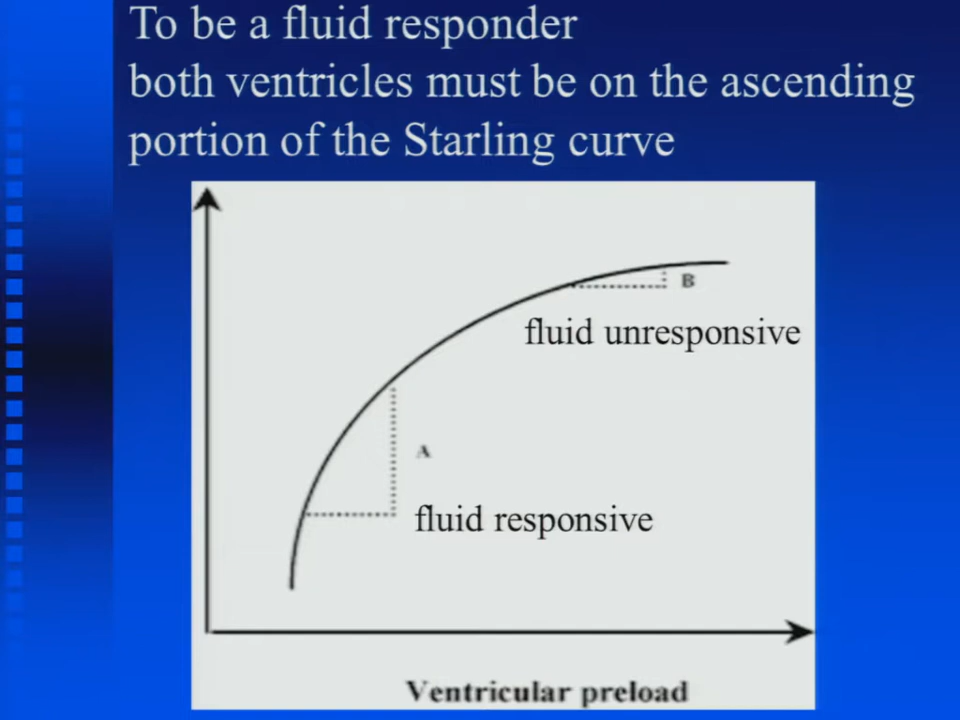 To be a fluid responder
both ventricles must be on the ascending
portion of the Starling curve
B
fluid unresponsive
A
fluid responsive
Ventricular preload